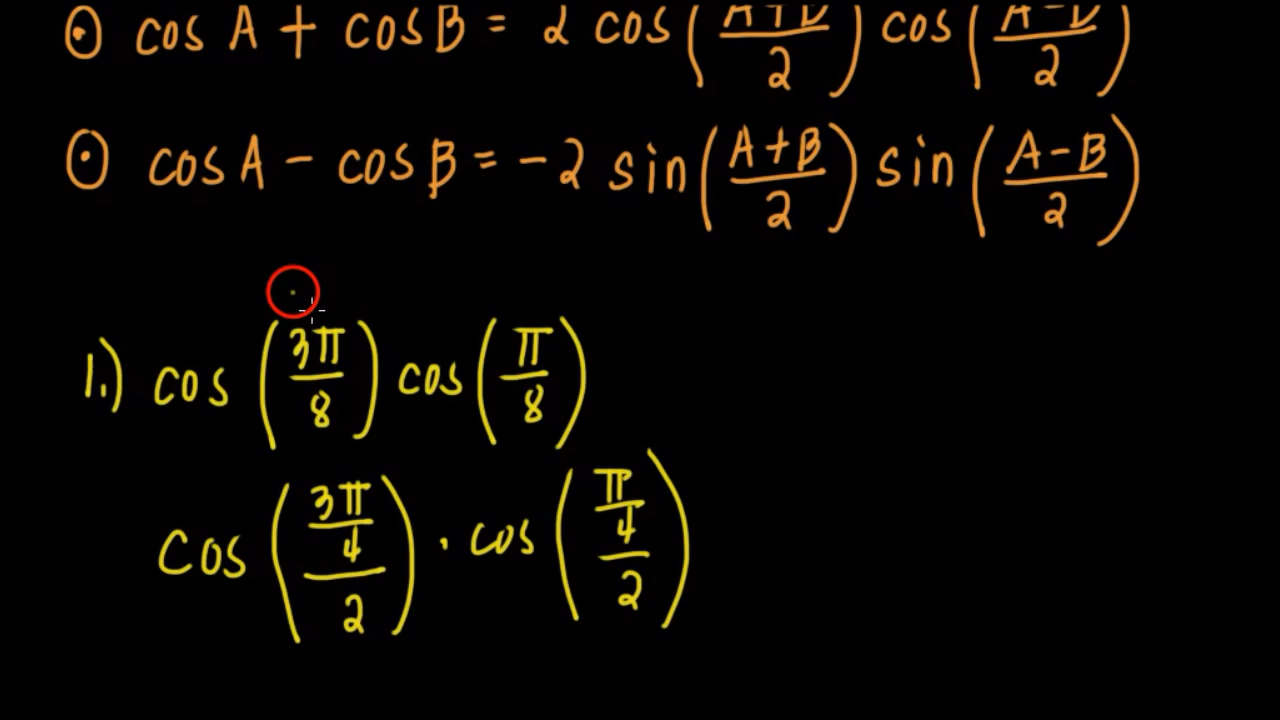 ⊙ cos A + cos B = 2 cos((A+B)/2) cos((A−B)/2)
⊙ cos A − cos B = −2 sin((A+B)/2) sin((A−B)/2)
1.) cos(3π/8) cos(π/8)
cos((3π/4)/2) · cos((π/4)/2)